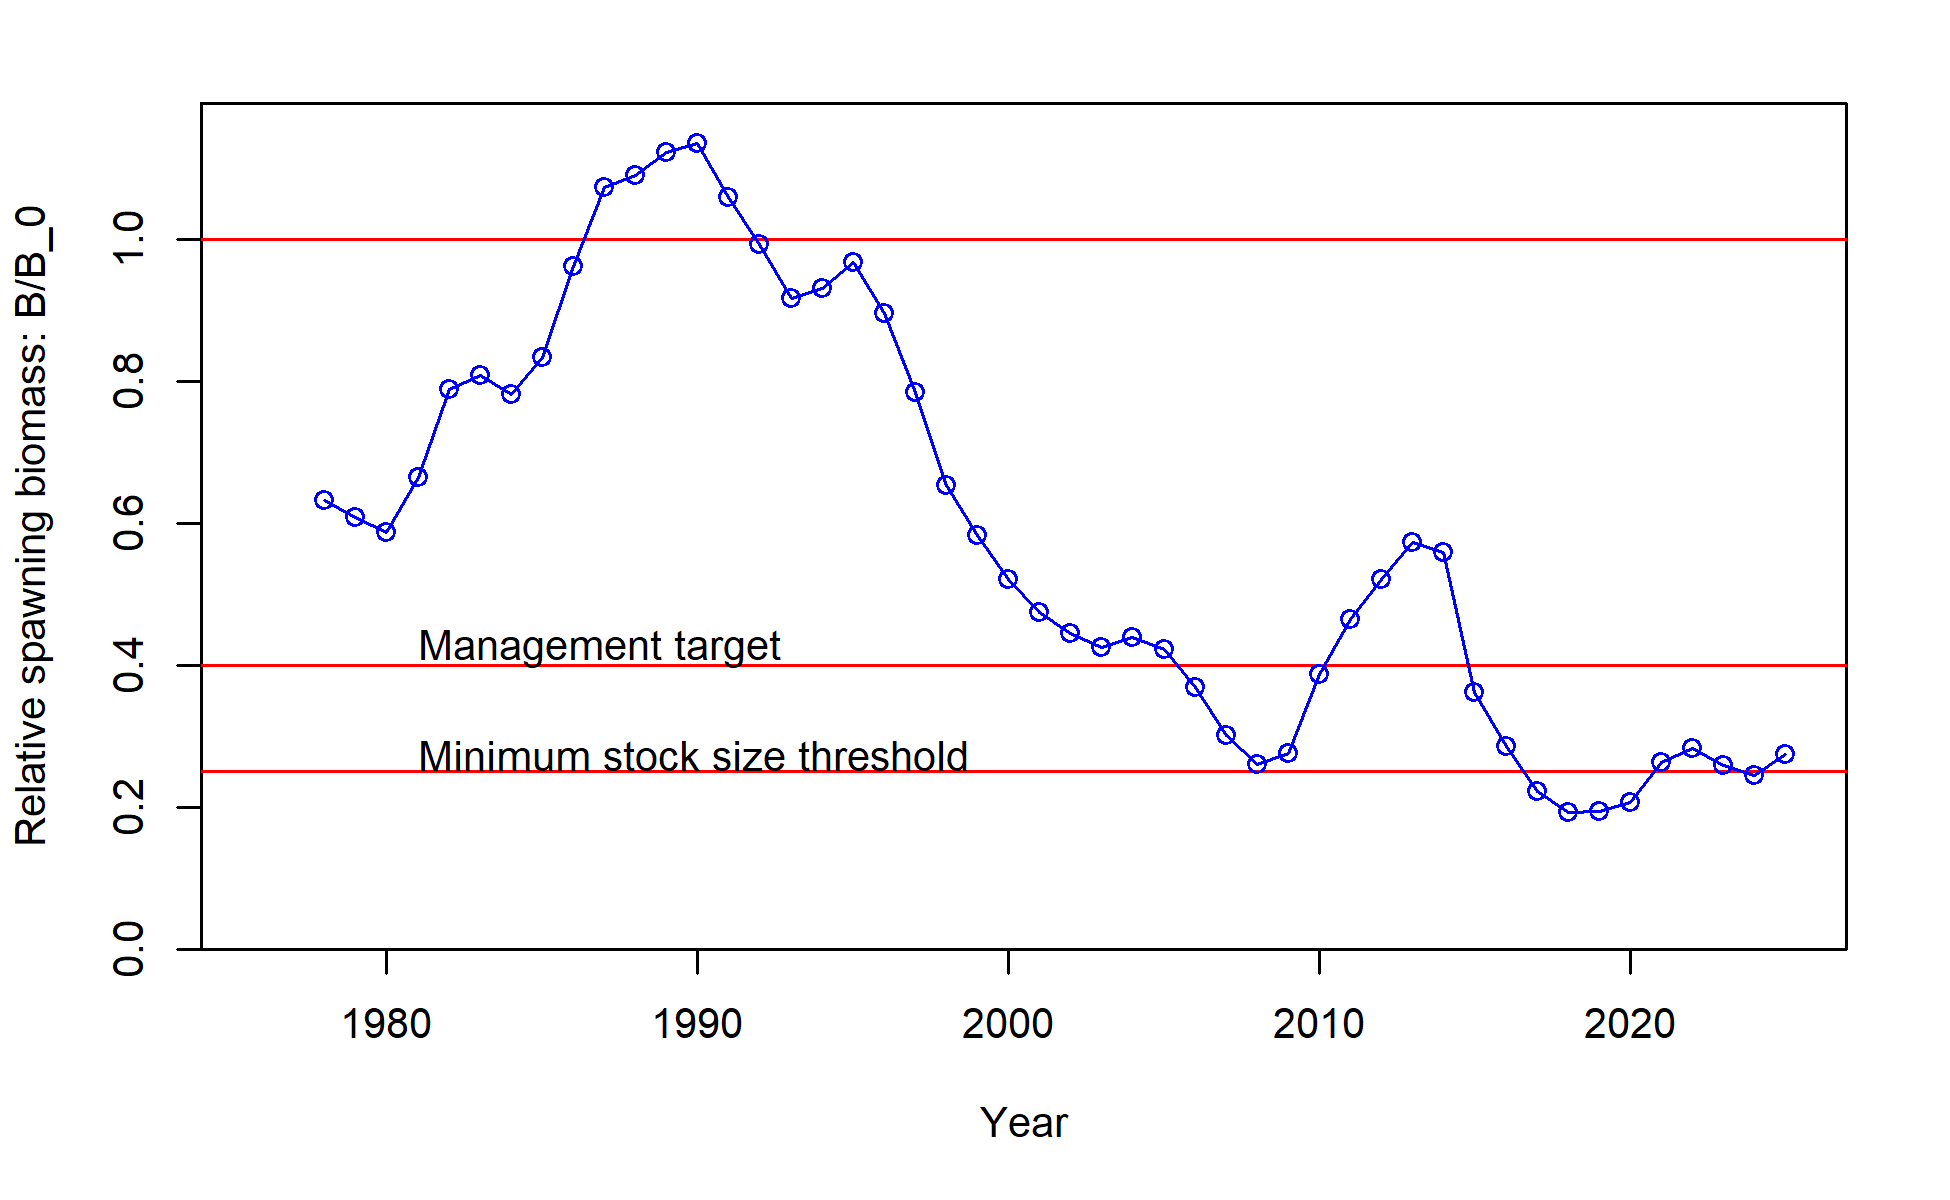 Relative spawning biomass: B/B_0
1.0
0.8
0.6
0.4
0.2
0.0
Management target
Minimum stock size threshold
1980 1990 2000 2010 2020
Year